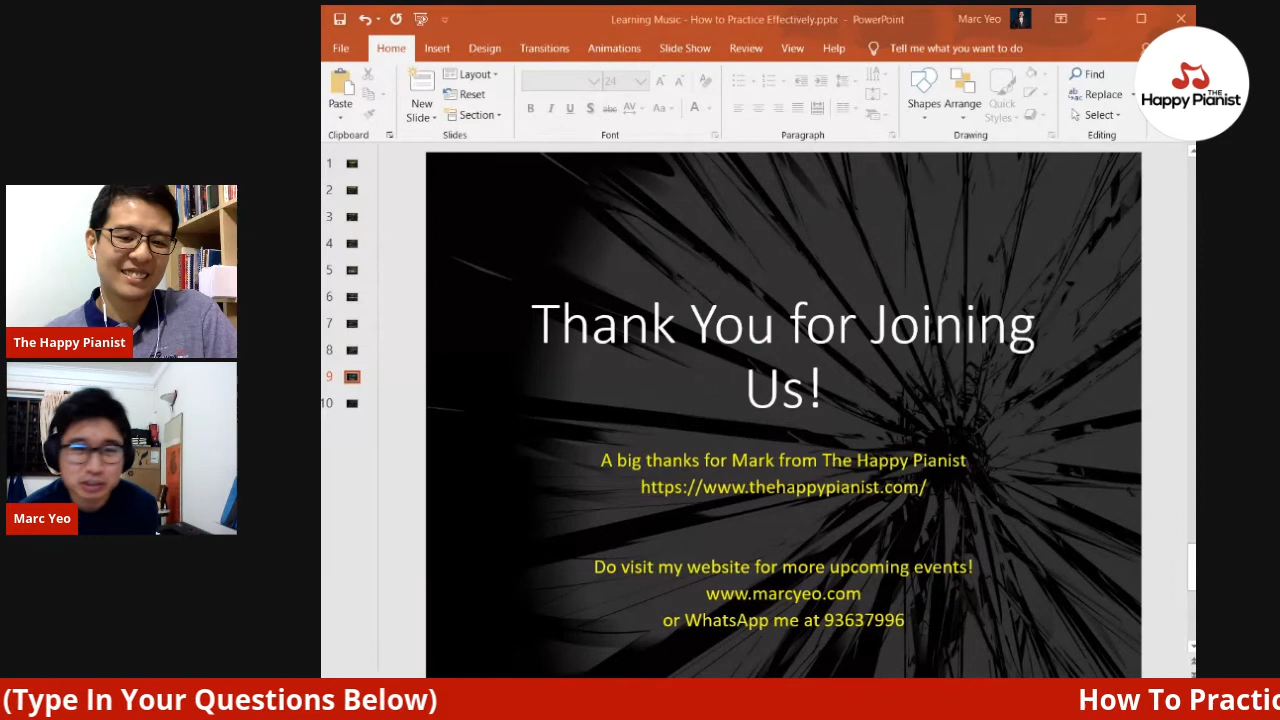 Learning Music - How to Practice Effectively.pptx - PowerPoint
Marc Yeo
File
Home
Insert
Design
Transitions
Animations
Slide Show
Review
View
Help
Tell me what you want to do
Paste
Clipboard
New
Slide
Layout
Reset
Section
Slides
24
B I U S abc AV Aa A
Font
Paragraph
Shapes
Arrange
Quick
Styles
Drawing
Find
Replace
Select
Editing
THE
Happy Pianist
1
2
3
4
5
6
7
8
9
10
The Happy Pianist
Marc Yeo
Thank You for Joining
Us!
A big thanks for Mark from The Happy Pianist
https://www.thehappypianist.com/
Do visit my website for more upcoming events!
www.marcyeo.com
or WhatsApp me at 93637996
(Type In Your Questions Below)
How To Practic